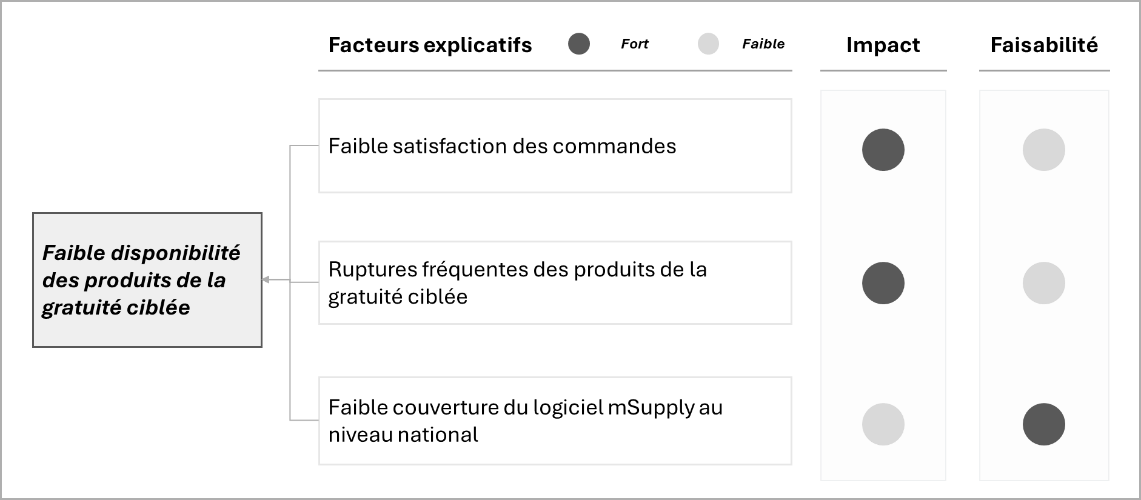 Facteurs explicatifs
Fort
Faible
Impact
Faisabilité
Faible satisfaction des commandes
Faible disponibilité
des produits de la
gratuité ciblée
Ruptures fréquentes des produits de la
gratuité ciblée
Faible couverture du logiciel mSupply au
niveau national